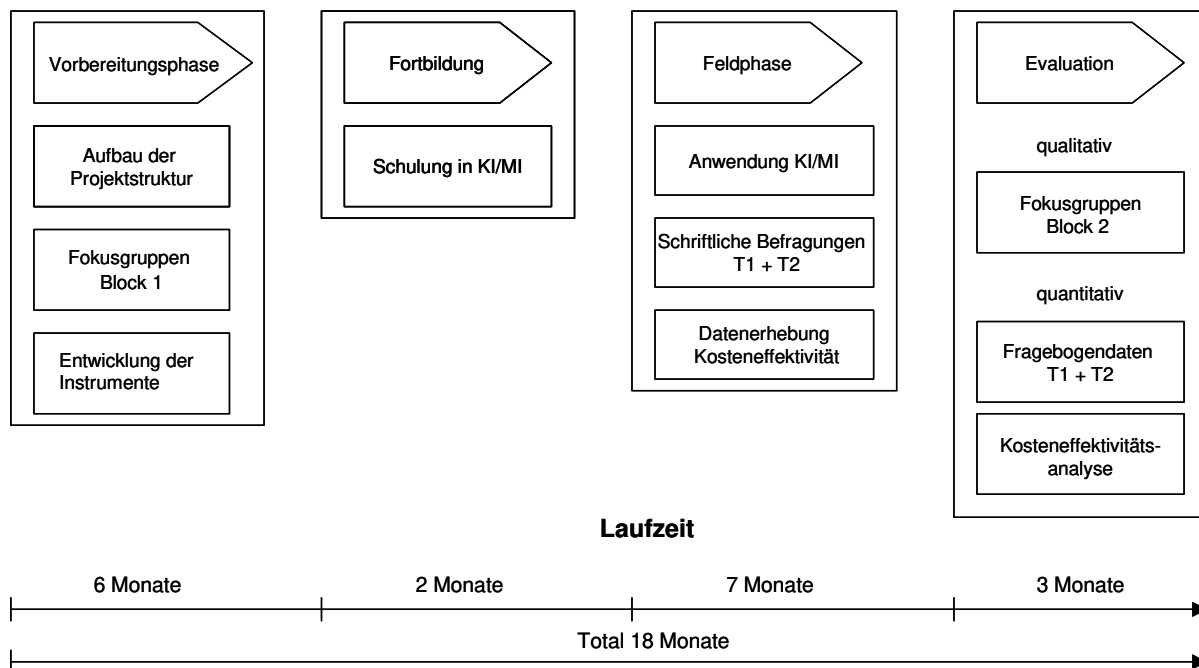 Vorbereitungsphase
Aufbau der
Projektstruktur
Fokusgruppen
Block 1
Entwicklung der
Instrumente
Fortbildung
Schulung in KI/MI
Feldphase
Anwendung KI/MI
Schriftliche Befragungen
T1 + T2
Datenerhebung
Kosteneffektivität
Evaluation
qualitativ
Fokusgruppen
Block 2
quantitativ
Fragebogendaten
T1 + T2
Kosteneffektivitäts-
analyse
Laufzeit
6 Monate
2 Monate
7 Monate
3 Monate
Total 18 Monate